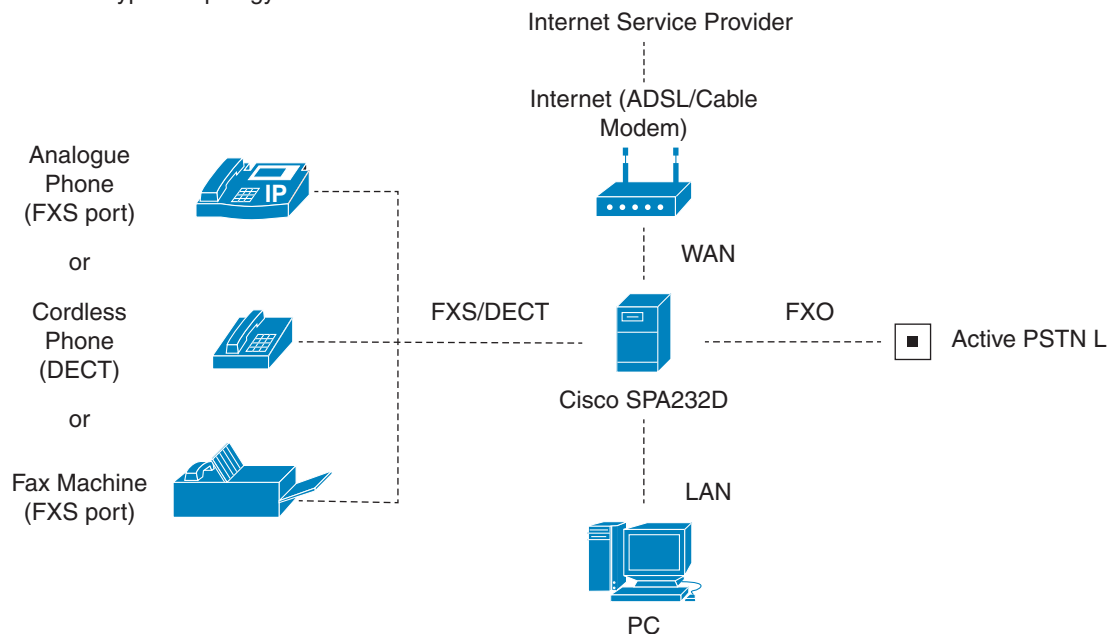 Internet Service Provider
Internet (ADSL/Cable
Modem)
Analogue
Phone
(FXS port)
IP
or
WAN
Cordless
Phone
(DECT)
FXS/DECT
FXO
Active PSTN L
Cisco SPA232D
or
Fax Machine
(FXS port)
LAN
PC